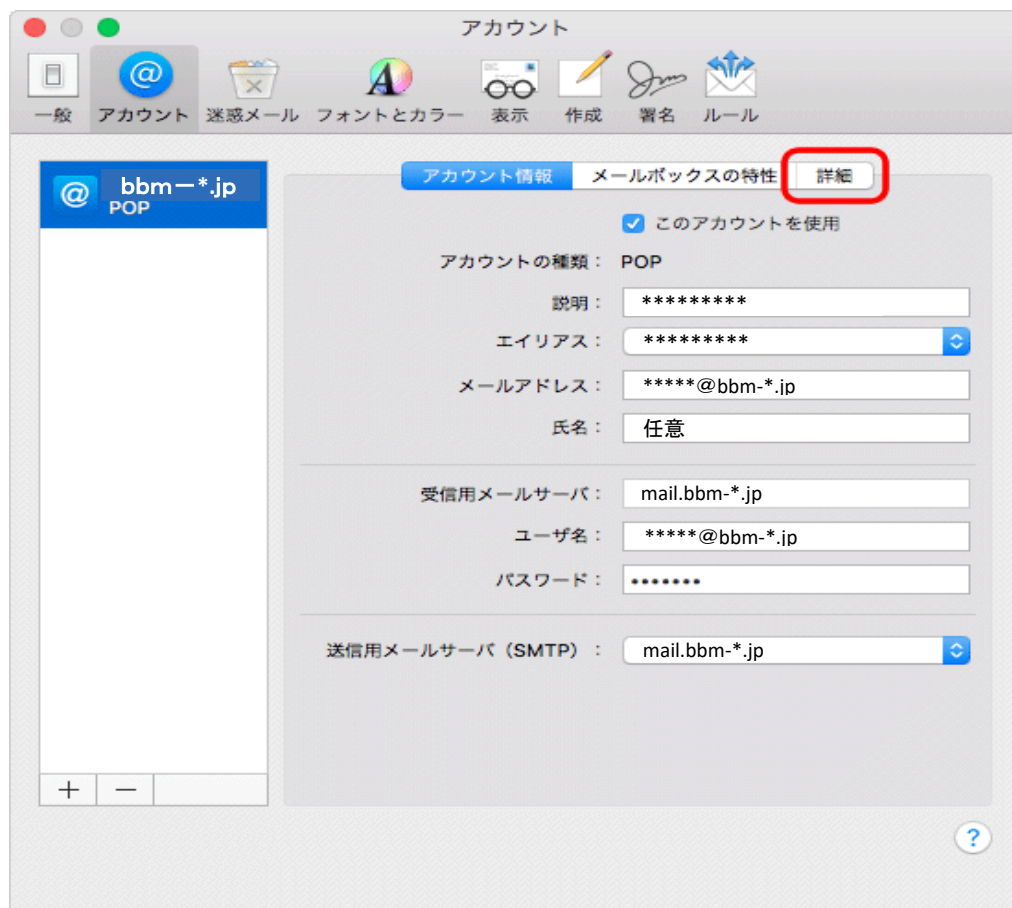 アカウント
一般 アカウント 迷惑メール フォントとカラー 表示 作成 署名 ルール
bbmー*.jp
POP
アカウント情報 メールボックスの特性 詳細
このアカウントを使用
アカウントの種類： POP
説明： *********
エイリアス： *********
メールアドレス： *****@bbm-*.jp
氏名： 任意
受信用メールサーバ： mail.bbm-*.jp
ユーザ名： *****@bbm-*.jp
パスワード： •••••••
送信用メールサーバ（SMTP）： mail.bbm-*.jp
+ −
?